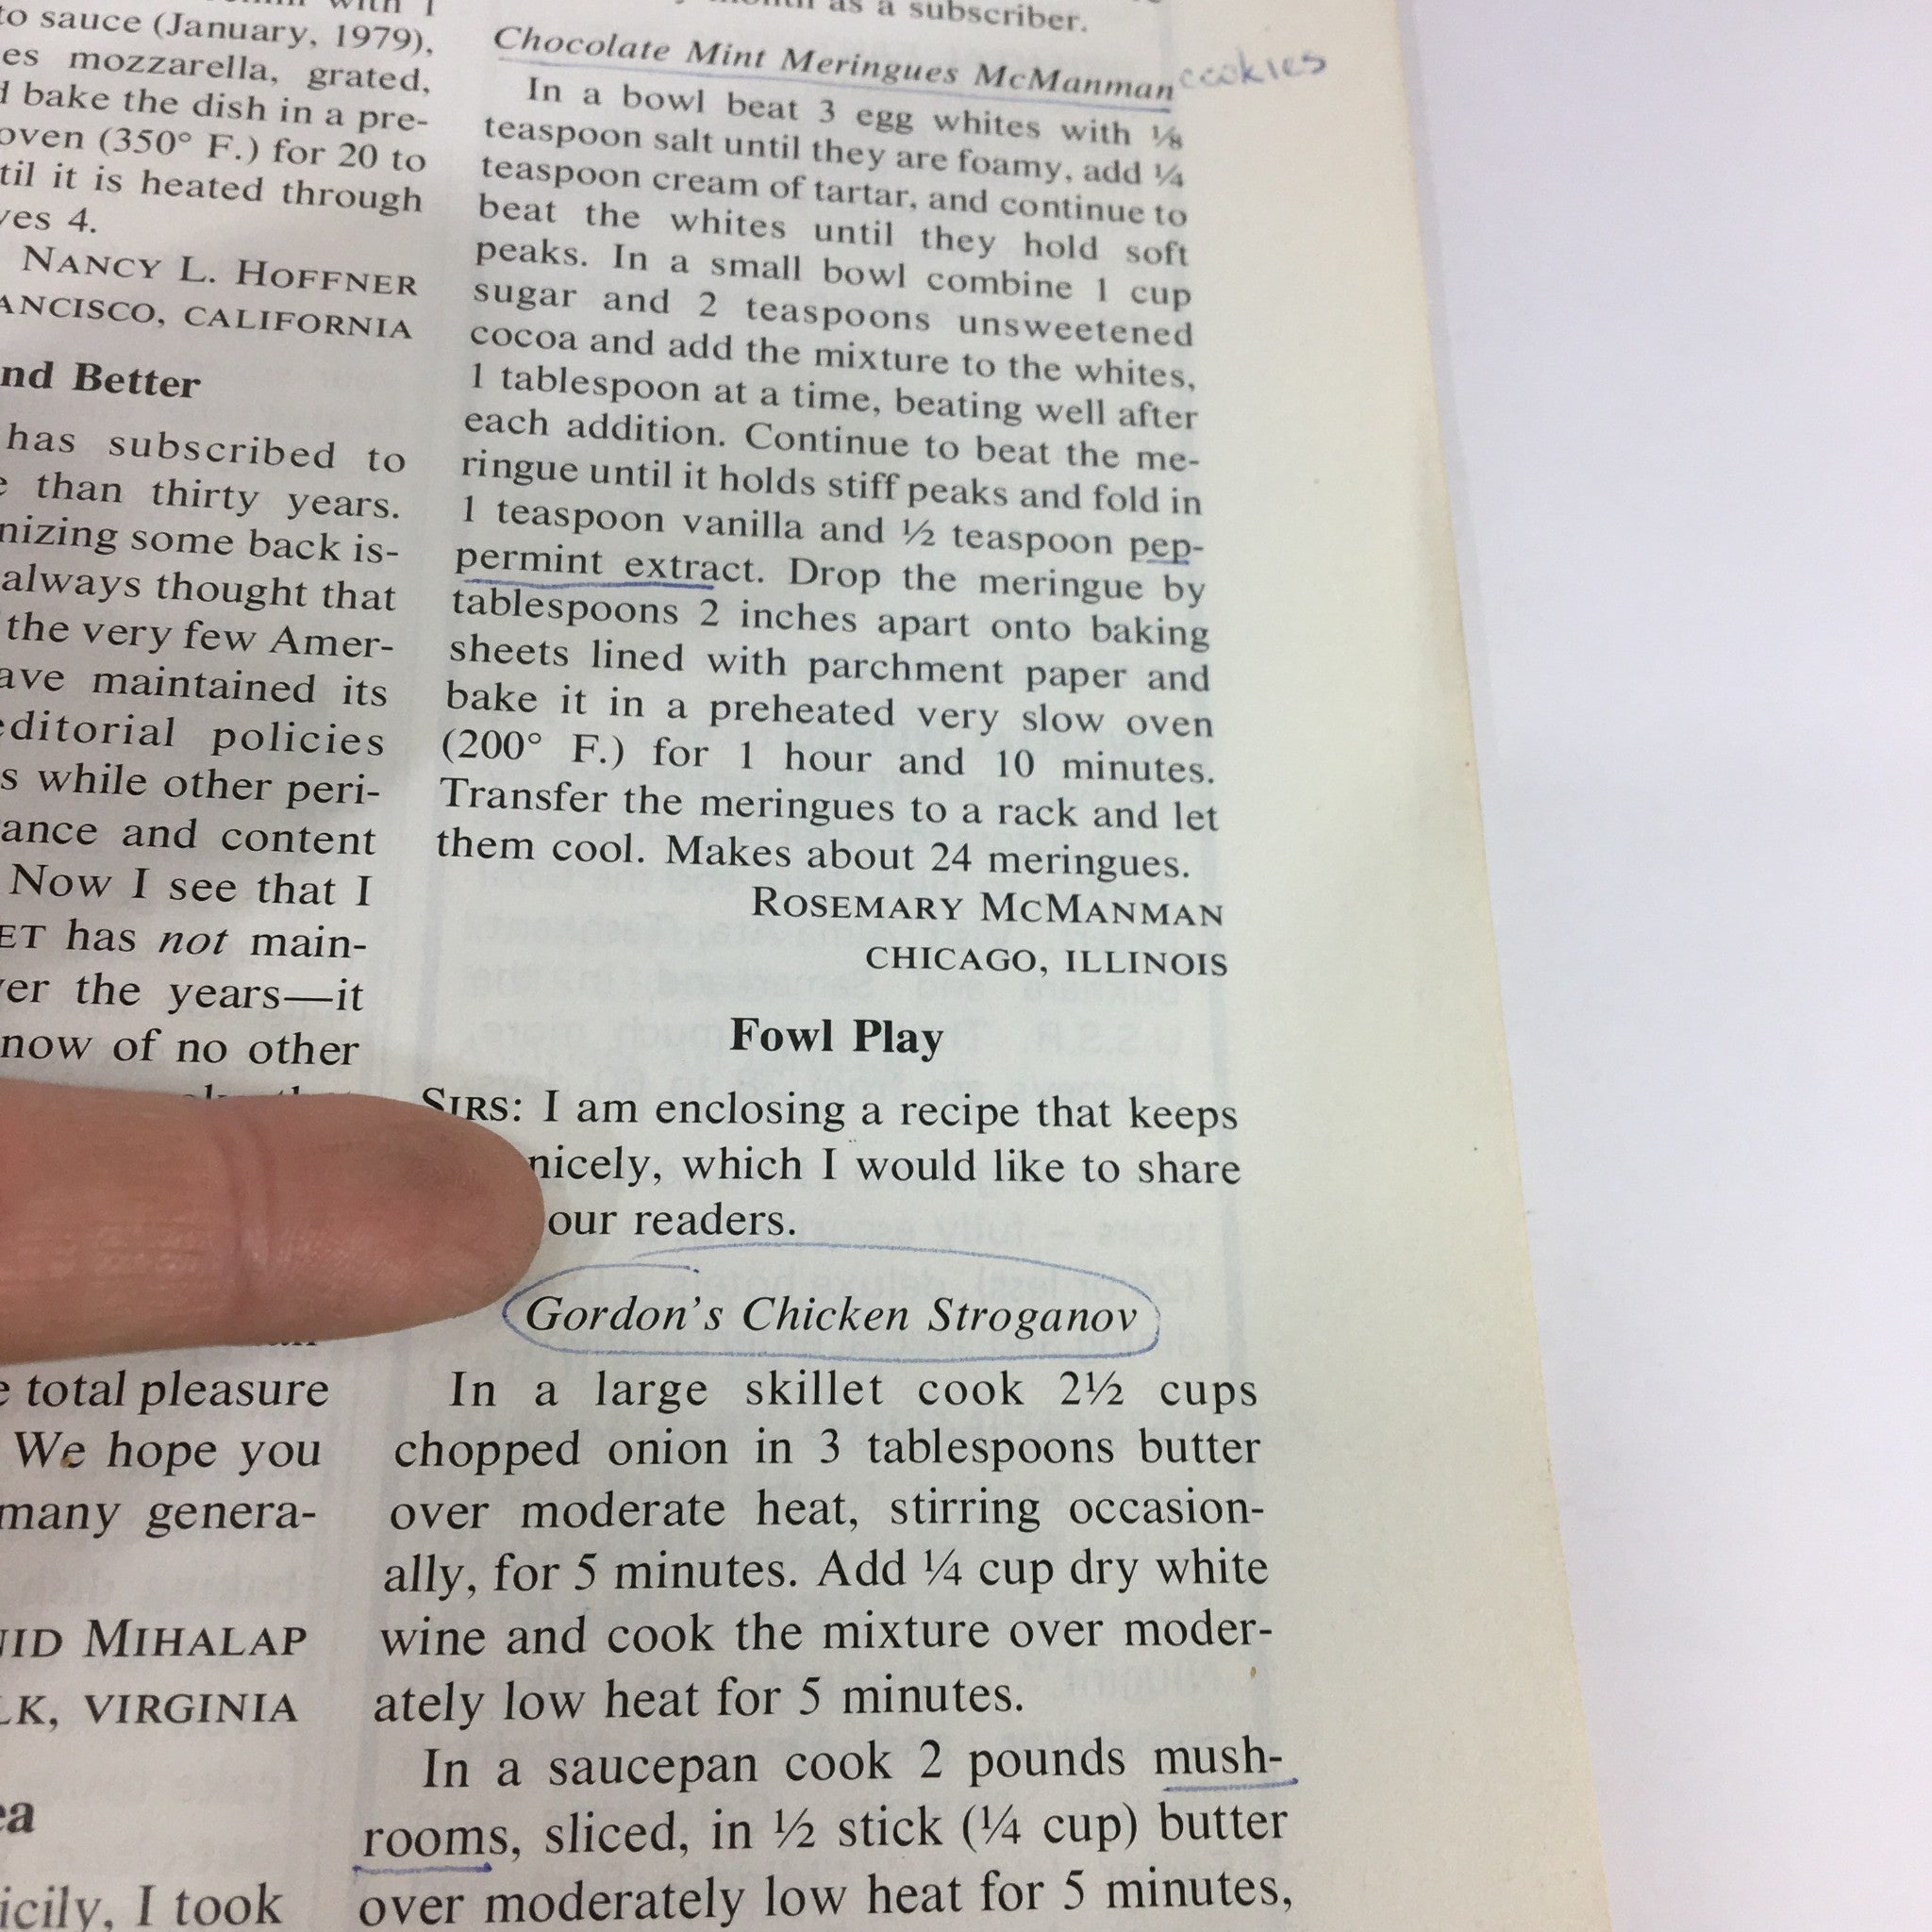 to sauce (January, 1979),
es mozzarella, grated,
bake the dish in a pre-
oven (350° F.) for 20 to
til it is heated through
ves 4.
NANCY L. HOFFNER
ANCISCO, CALIFORNIA
nd Better
has subscribed to
e than thirty years.
nizing some back is-
always thought that
the very few Amer-
ave maintained its
editorial policies
s while other peri-
ance and content
Now I see that I
ET has not main-
ver the years—it
now of no other
e total pleasure
We hope you
many genera-
NID MIHALAP
LK, VIRGINIA
ea
icily, I took
as a subscriber.
Chocolate Mint Meringues McManman cookies
In a bowl beat 3 egg whites with ⅛
teaspoon salt until they are foamy, add ¼
teaspoon cream of tartar, and continue to
beat the whites until they hold soft
peaks. In a small bowl combine 1 cup
sugar and 2 teaspoons unsweetened
cocoa and add the mixture to the whites,
1 tablespoon at a time, beating well after
each addition. Continue to beat the me-
ringue until it holds stiff peaks and fold in
1 teaspoon vanilla and ½ teaspoon pep-
permint extract. Drop the meringue by
tablespoons 2 inches apart onto baking
sheets lined with parchment paper and
bake it in a preheated very slow oven
(200° F.) for 1 hour and 10 minutes.
Transfer the meringues to a rack and let
them cool. Makes about 24 meringues.
ROSEMARY MCMANMAN
CHICAGO, ILLINOIS
Fowl Play
SIRS: I am enclosing a recipe that keeps
nicely, which I would like to share
our readers.
Gordon's Chicken Stroganov
In a large skillet cook 2½ cups
chopped onion in 3 tablespoons butter
over moderate heat, stirring occasion-
ally, for 5 minutes. Add ¼ cup dry white
wine and cook the mixture over moder-
ately low heat for 5 minutes.
In a saucepan cook 2 pounds mush-
rooms, sliced, in ½ stick (¼ cup) butter
over moderately low heat for 5 minutes,